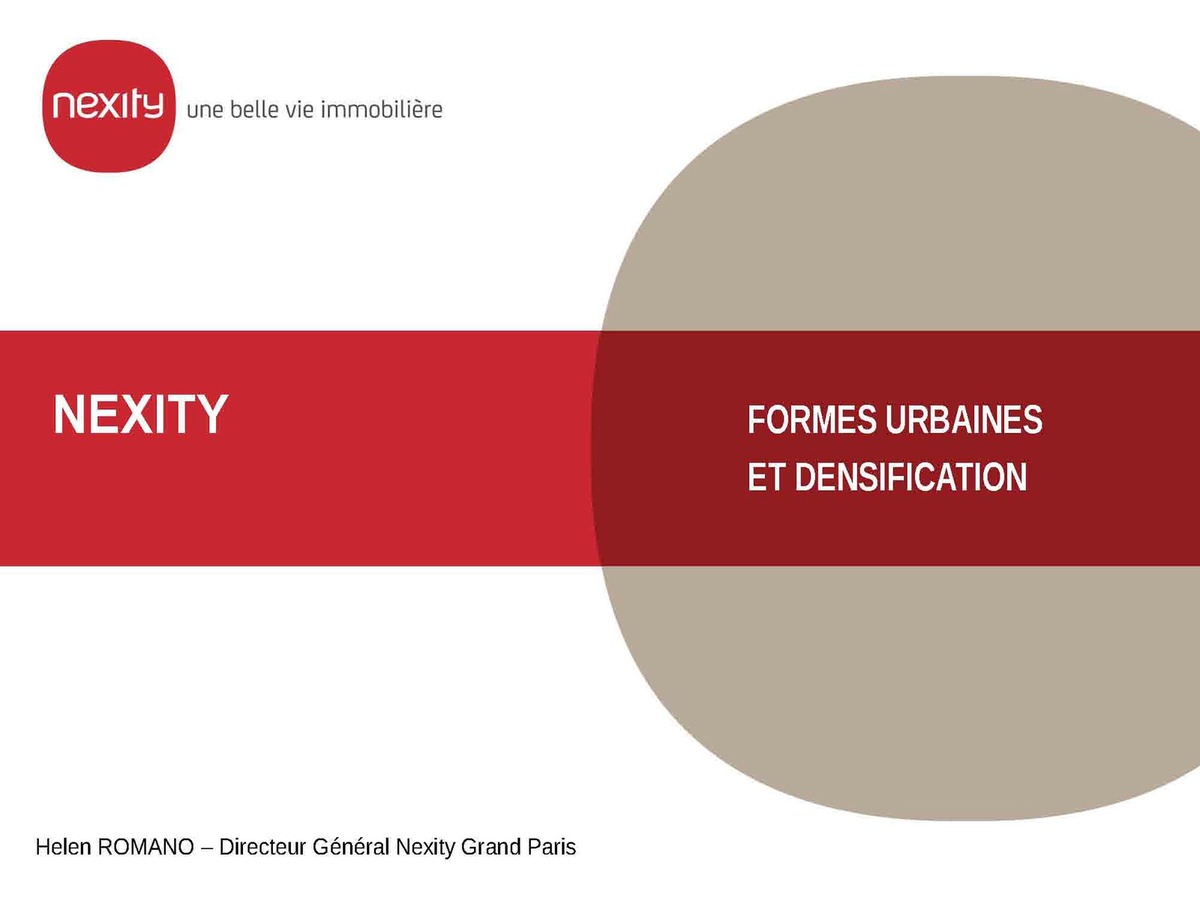 nexity
une belle vie immobilière
NEXITY
FORMES URBAINES
ET DENSIFICATION
Helen ROMANO – Directeur Général Nexity Grand Paris